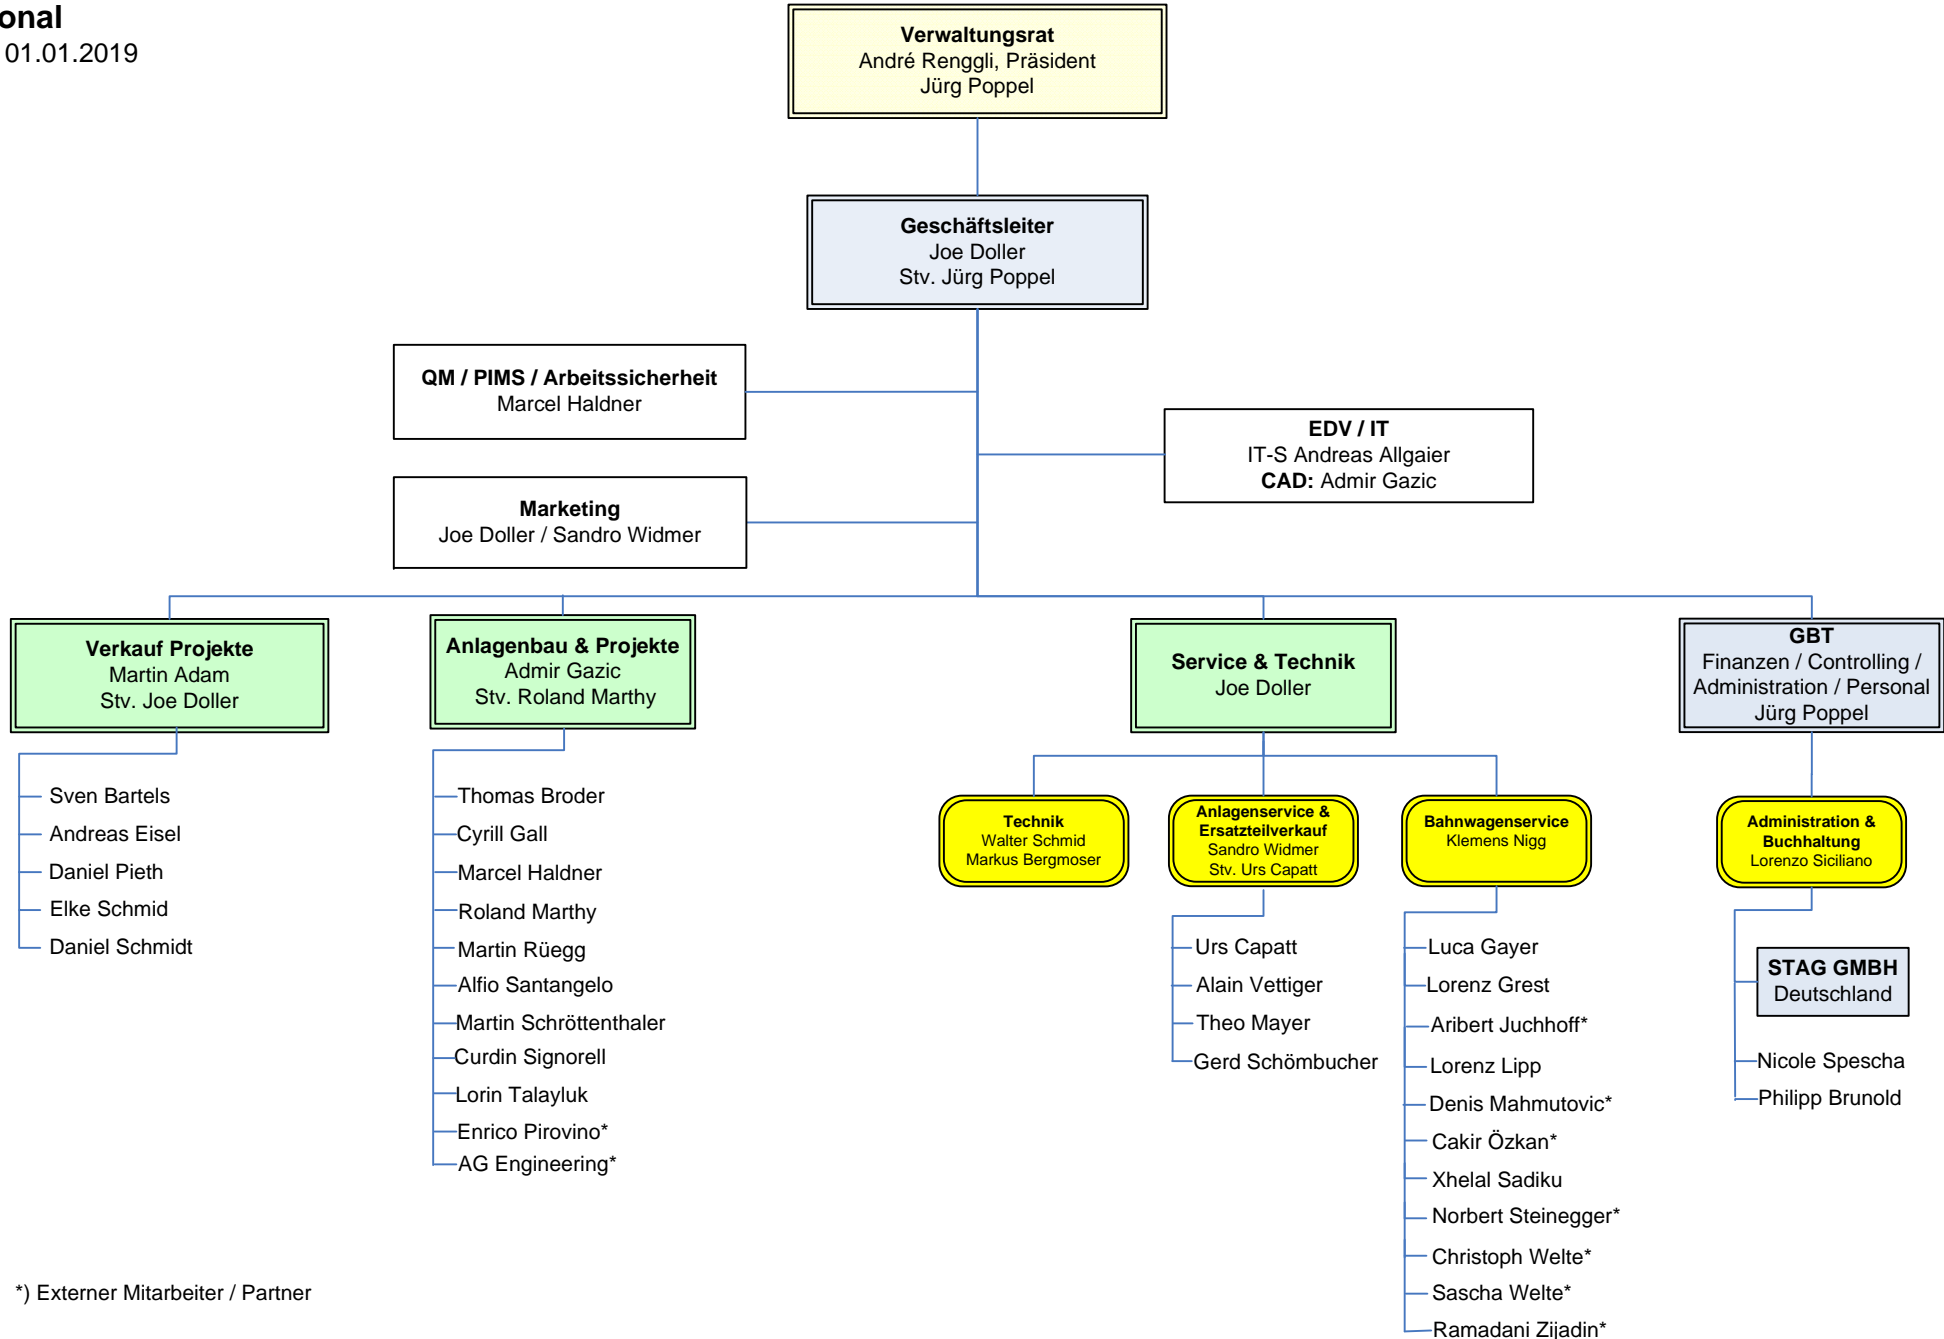 onal
01.01.2019
Verwaltungsrat
André Renggli, Präsident
Jürg Poppel
Geschäftsleiter
Joe Doller
Stv. Jürg Poppel
QM / PIMS / Arbeitssicherheit
Marcel Haldner
EDV / IT
IT-S Andreas Allgaier
CAD: Admir Gazic
Marketing
Joe Doller / Sandro Widmer
Verkauf Projekte
Martin Adam
Stv. Joe Doller
Sven Bartels
Andreas Eisel
Daniel Pieth
Elke Schmid
Daniel Schmidt
Anlagenbau & Projekte
Admir Gazic
Stv. Roland Marthy
Thomas Broder
Cyrill Gall
Marcel Haldner
Roland Marthy
Martin Rüegg
Alfio Santangelo
Martin Schröttenthaler
Curdin Signorell
Lorin Talayluk
Enrico Pirovino*
AG Engineering*
Service & Technik
Joe Doller
Technik
Walter Schmid
Markus Bergmoser
Anlagenservice &
Ersatzteilverkauf
Sandro Widmer
Stv. Urs Capatt
Urs Capatt
Alain Vettiger
Theo Mayer
Gerd Schömbucher
Bahnwagenservice
Klemens Nigg
Luca Gayer
Lorenz Grest
Aribert Juchhoff*
Lorenz Lipp
Denis Mahmutovic*
Cakir Özkan*
Xhelal Sadiku
Norbert Steinegger*
Christoph Welte*
Sascha Welte*
Ramadani Zijadin*
GBT
Finanzen / Controlling /
Administration / Personal
Jürg Poppel
Administration &
Buchhaltung
Lorenzo Siciliano
STAG GMBH
Deutschland
Nicole Spescha
Philipp Brunold
*) Externer Mitarbeiter / Partner